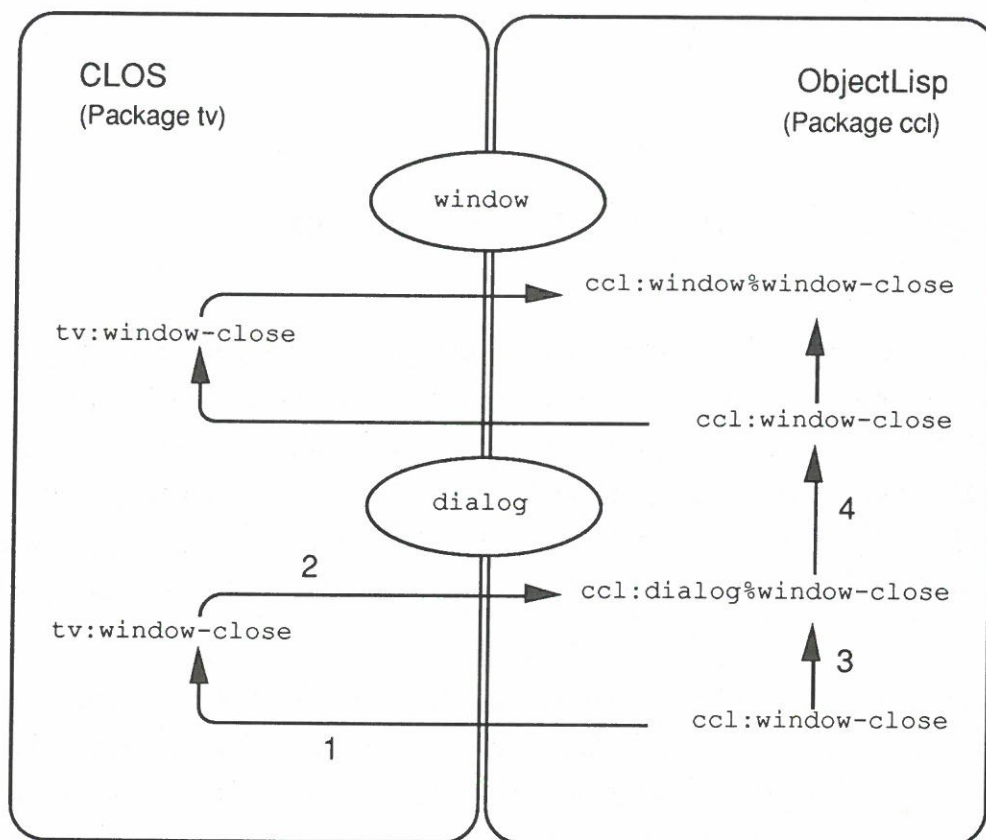 CLOS
(Package tv)
ObjectLisp
(Package ccl)
window
ccl:window%window-close
tv:window-close
ccl:window-close
dialog
4
2
ccl:dialog%window-close
tv:window-close
3
ccl:window-close
1